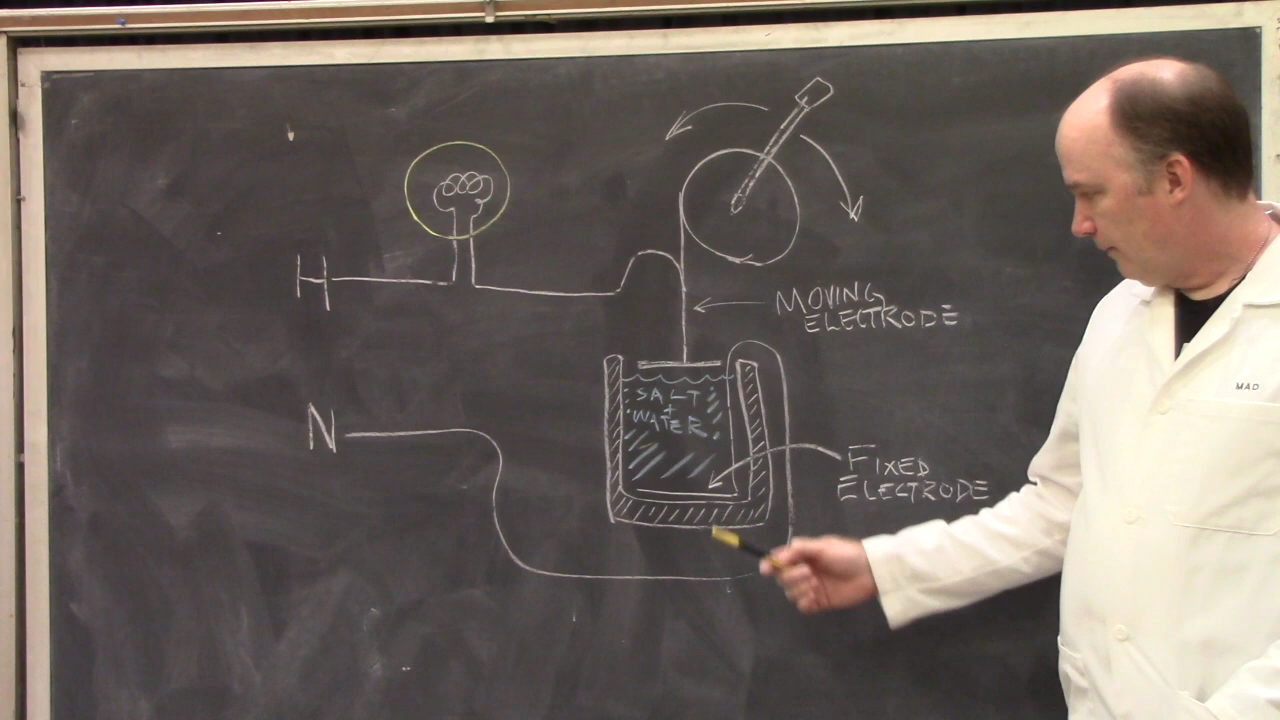 H
MOVING
ELECTRODE
SALT
+
WATER
N
FIXED
ELECTRODE
MAD